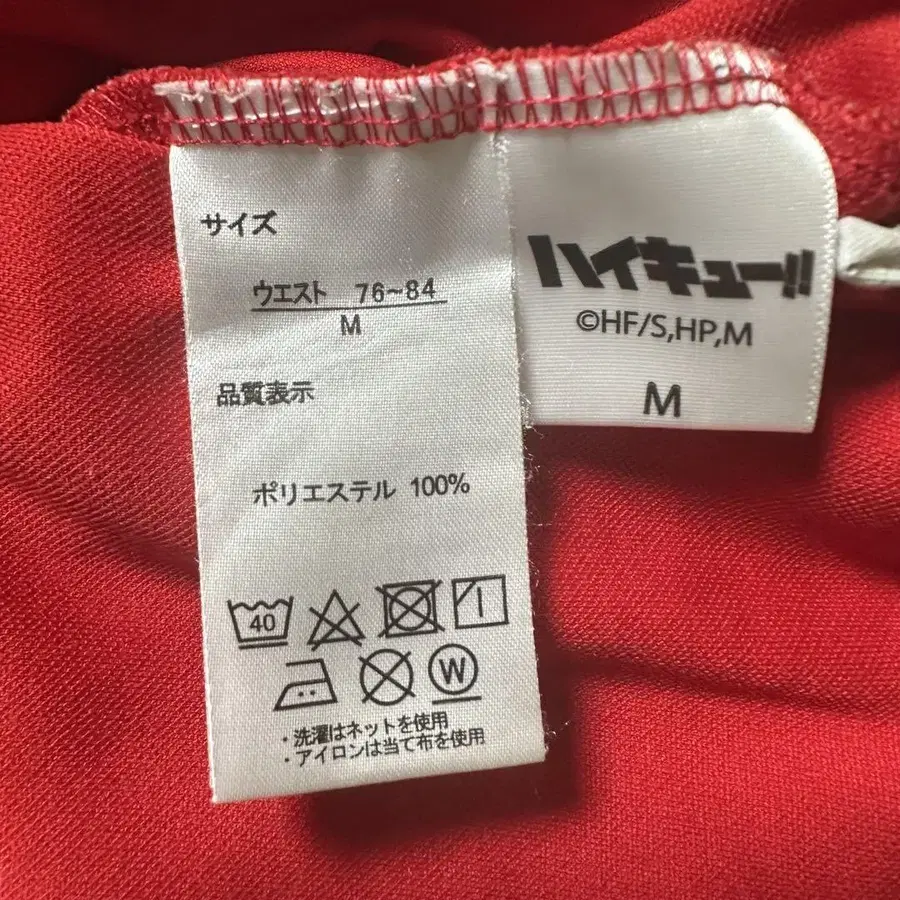 サイズ
ウエスト 76~84
M
品質表示
ポリエステル 100%
40
W
・洗濯はネットを使用
・アイロンは当て布を使用
ハイキュー!!
©HF/S,HP,M
M